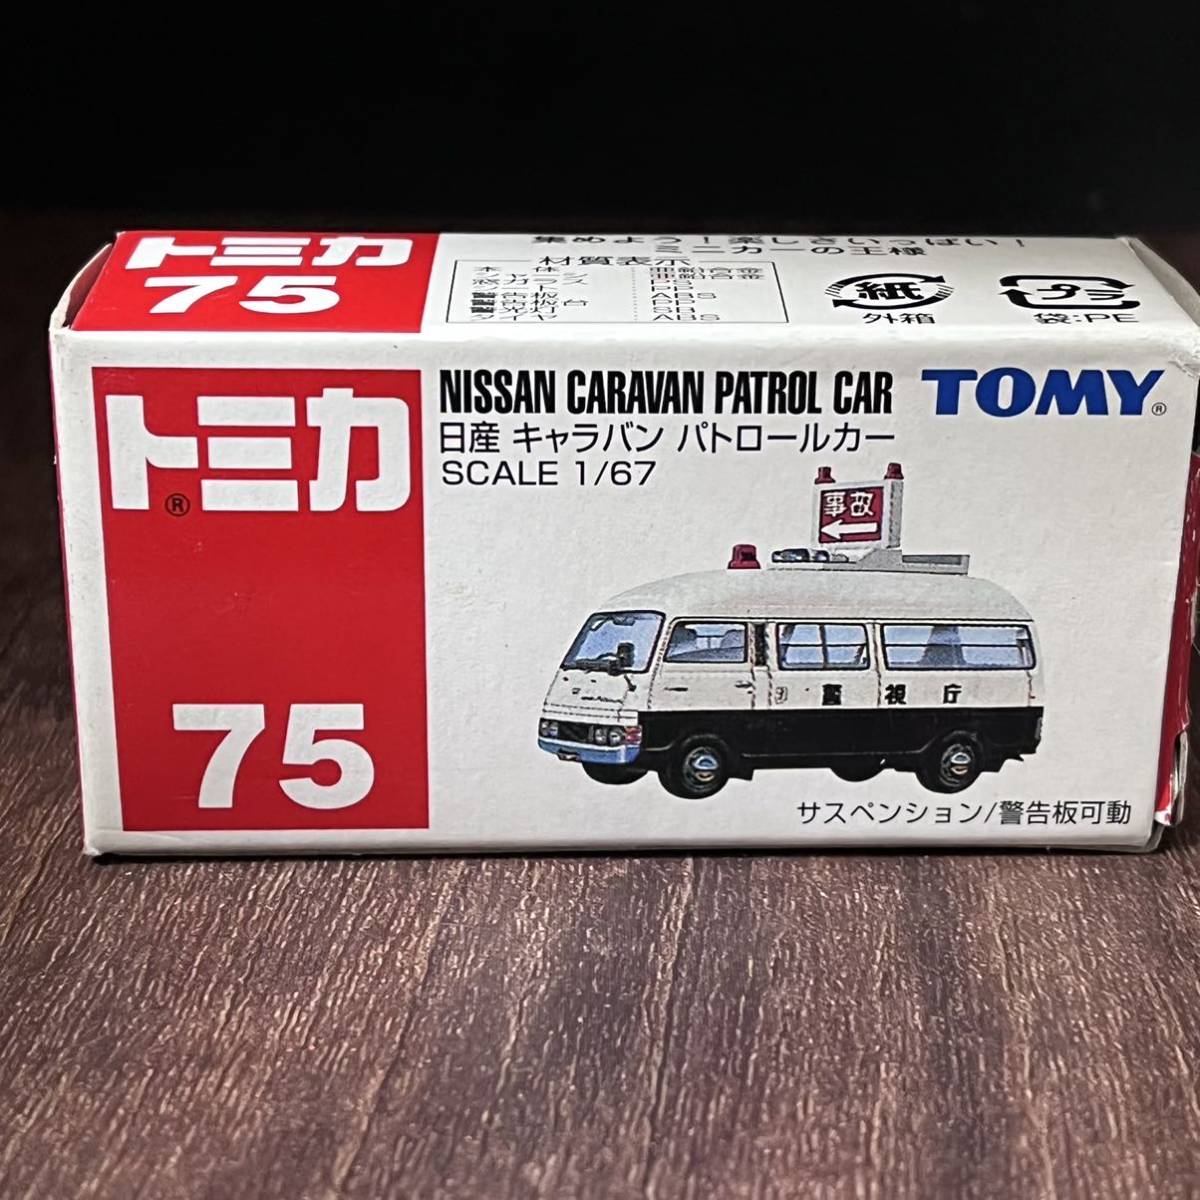 トミカ
75
集めよう!楽しさいっぱい!
ミニカーの王様
材質表示
紙
外箱
プラ
袋:PE
トミカ®
75
NISSAN CARAVAN PATROL CAR
日産 キャラバン パトロールカー
SCALE 1/67
TOMY®
事故
警視庁
サスペンション/警告板可動